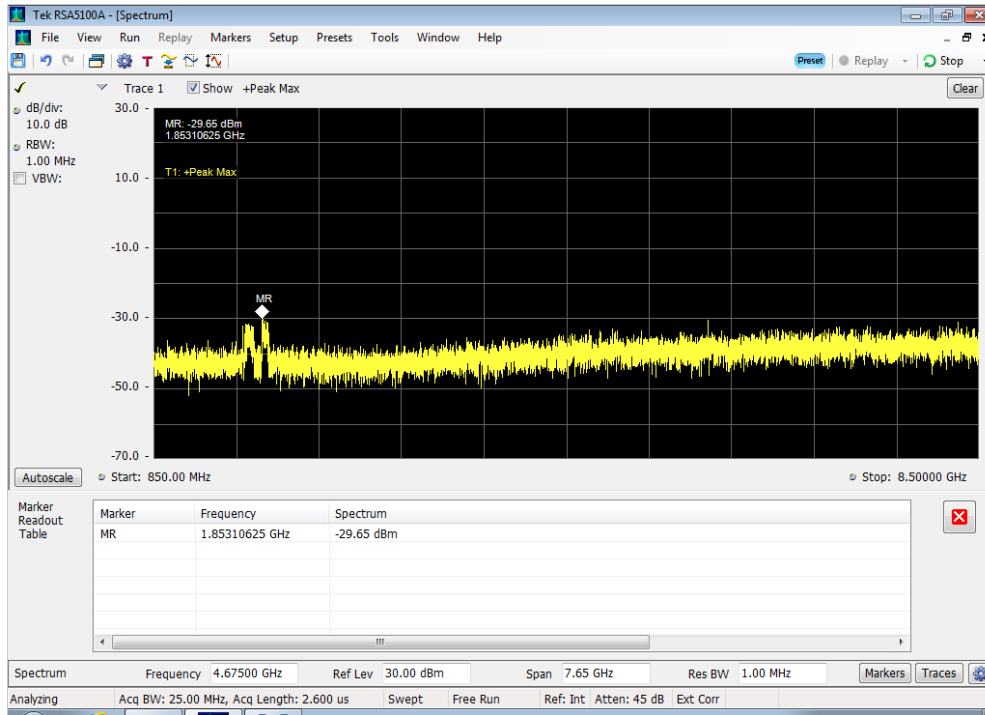 Tek RSA5100A - [Spectrum]
File View Run Replay Markers Setup Presets Tools Window Help
T Preset Replay Stop
Trace 1 Show +Peak Max Clear
dB/div:
10.0 dB
RBW:
1.00 MHz
VBW:
30.0 -
10.0 -
-10.0 -
-30.0 -
-50.0 -
-70.0 -
MR: -29.65 dBm
1.85310625 GHz
T1: +Peak Max
MR
Autoscale Start: 850.00 MHz Stop: 8.50000 GHz
Marker
Readout
Table
Marker Frequency Spectrum
MR 1.85310625 GHz -29.65 dBm
Spectrum Frequency 4.67500 GHz Ref Lev 30.00 dBm Span 7.65 GHz Res BW 1.00 MHz Markers Traces
Analyzing Acq BW: 25.00 MHz, Acq Length: 2.600 us Swept Free Run Ref: Int Atten: 45 dB Ext Corr